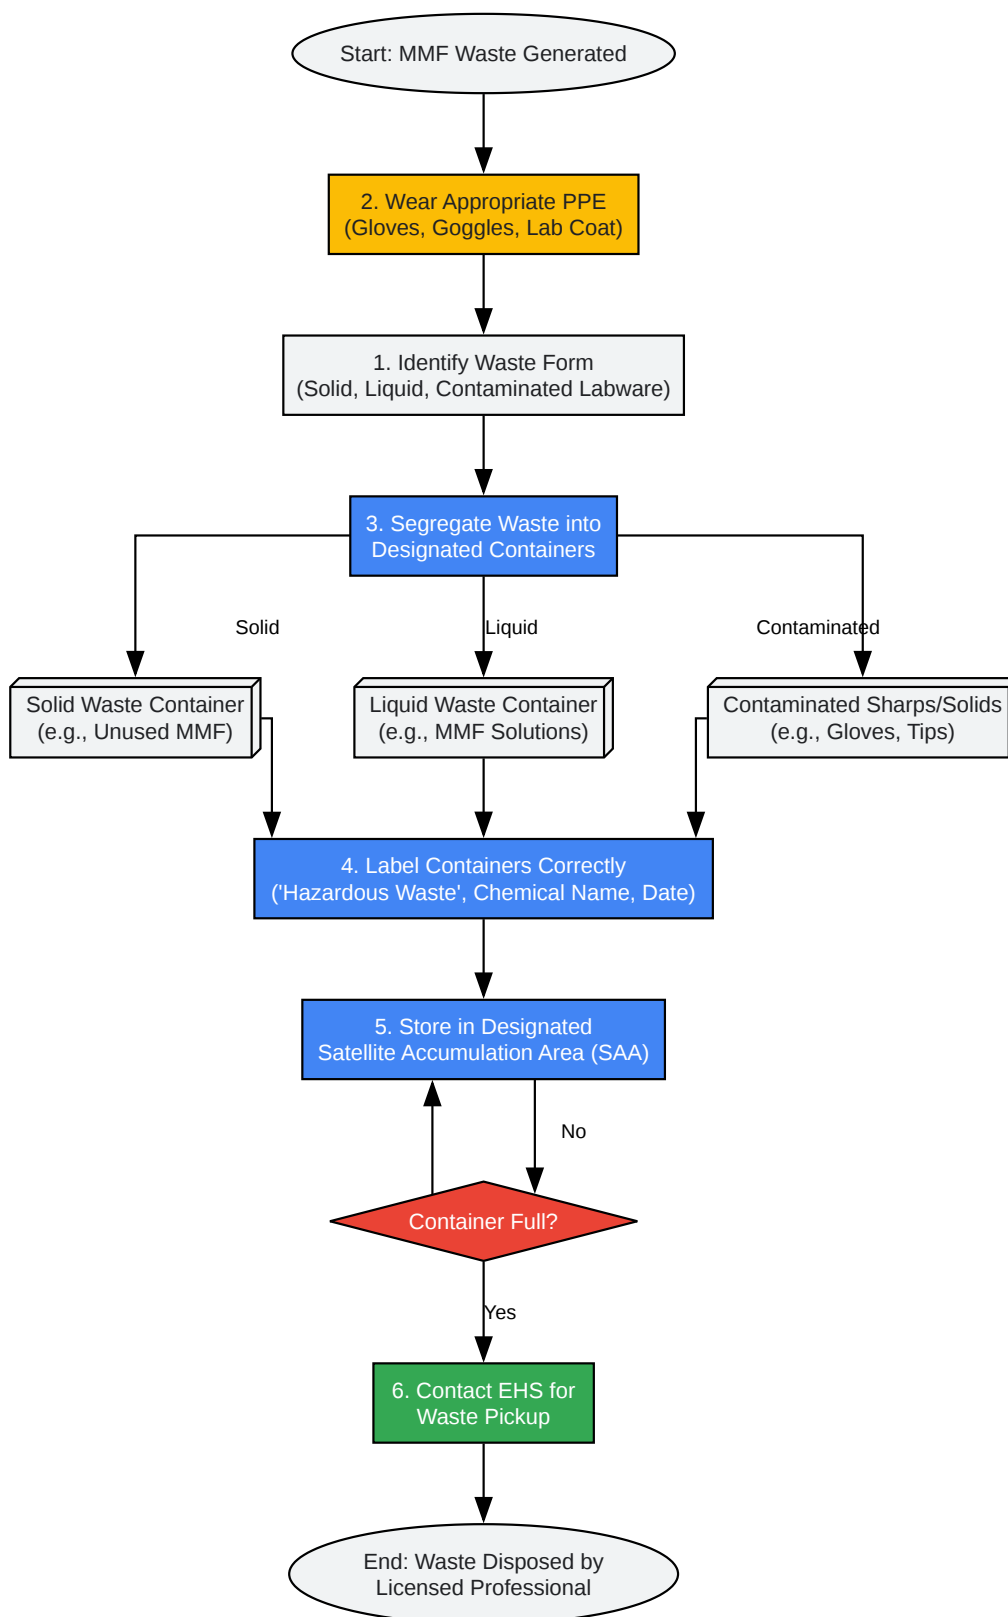 Start: MMF Waste Generated
2. Wear Appropriate PPE
(Gloves, Goggles, Lab Coat)
1. Identify Waste Form
(Solid, Liquid, Contaminated Labware)
3. Segregate Waste into
Designated Containers
Solid
Liquid
Contaminated
Solid Waste Container
(e.g., Unused MMF)
Liquid Waste Container
(e.g., MMF Solutions)
Contaminated Sharps/Solids
(e.g., Gloves, Tips)
4. Label Containers Correctly
('Hazardous Waste', Chemical Name, Date)
5. Store in Designated
Satellite Accumulation Area (SAA)
No
Container Full?
Yes
6. Contact EHS for
Waste Pickup
End: Waste Disposed by
Licensed Professional